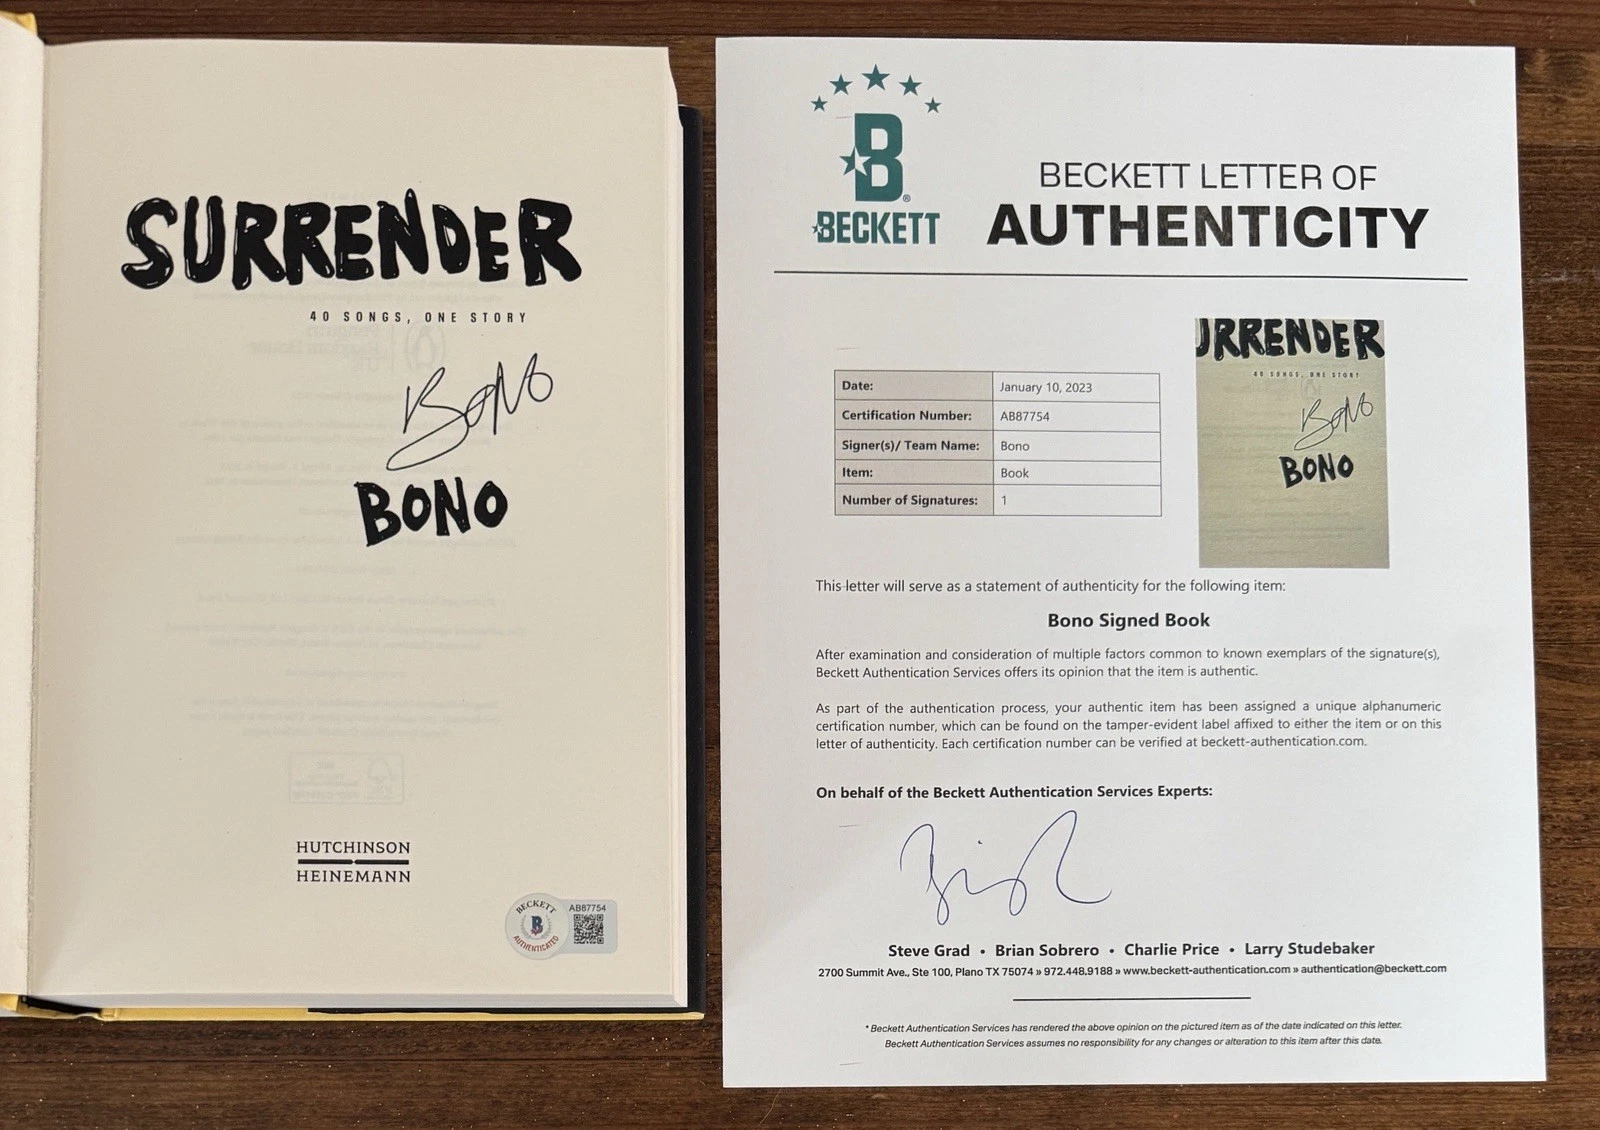 SURRENDER
40 SONGS, ONE STORY
BONO
BONO
HUTCHINSON
HEINEMANN
BECKETT
B
AUTHENTICATED
AB87754
B
®
BECKETT
BECKETT LETTER OF
AUTHENTICITY
Date: January 10, 2023
Certification Number: AB87754
Signer(s)/ Team Name: Bono
Item: Book
Number of Signatures: 1
URRENDER
40 SONGS, ONE STORY
BONO
BONO
This letter will serve as a statement of authenticity for the following item:
Bono Signed Book
After examination and consideration of multiple factors common to known exemplars of the signature(s),
Beckett Authentication Services offers its opinion that the item is authentic.
As part of the authentication process, your authentic item has been assigned a unique alphanumeric
certification number, which can be found on the tamper-evident label affixed to either the item or on this
letter of authenticity. Each certification number can be verified at beckett-authentication.com.
On behalf of the Beckett Authentication Services Experts:
Steve Grad • Brian Sobrero • Charlie Price • Larry Studebaker
2700 Summit Ave., Ste 100, Plano TX 75074 » 972.448.9188 » www.beckett-authentication.com » authentication@beckett.com
* Beckett Authentication Services has rendered the above opinion on the pictured item as of the date indicated on this letter.
Beckett Authentication Services assumes no responsibility for any changes or alteration to this item after this date.